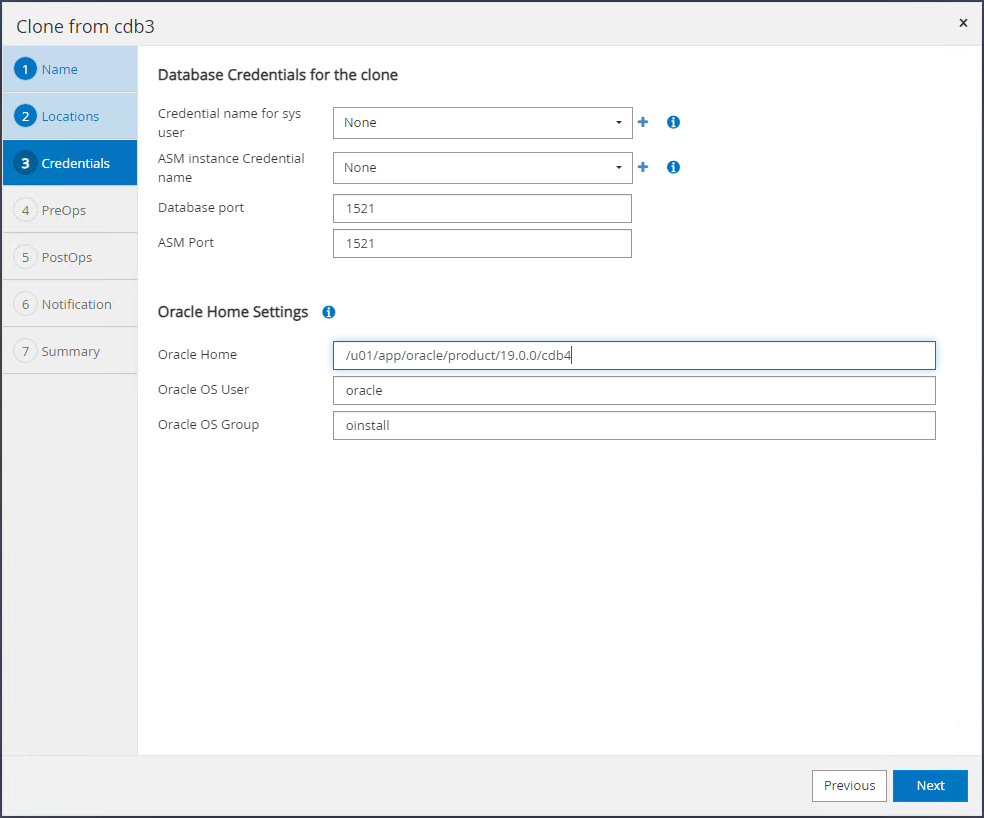 Clone from cdb3
×
1 Name
2 Locations
3 Credentials
4 PreOps
5 PostOps
6 Notification
7 Summary
Database Credentials for the clone
Credential name for sys
user
None
ASM instance Credential
name
None
Database port
1521
ASM Port
1521
Oracle Home Settings
Oracle Home
/u01/app/oracle/product/19.0.0/cdb4
Oracle OS User
oracle
Oracle OS Group
oinstall
Previous
Next